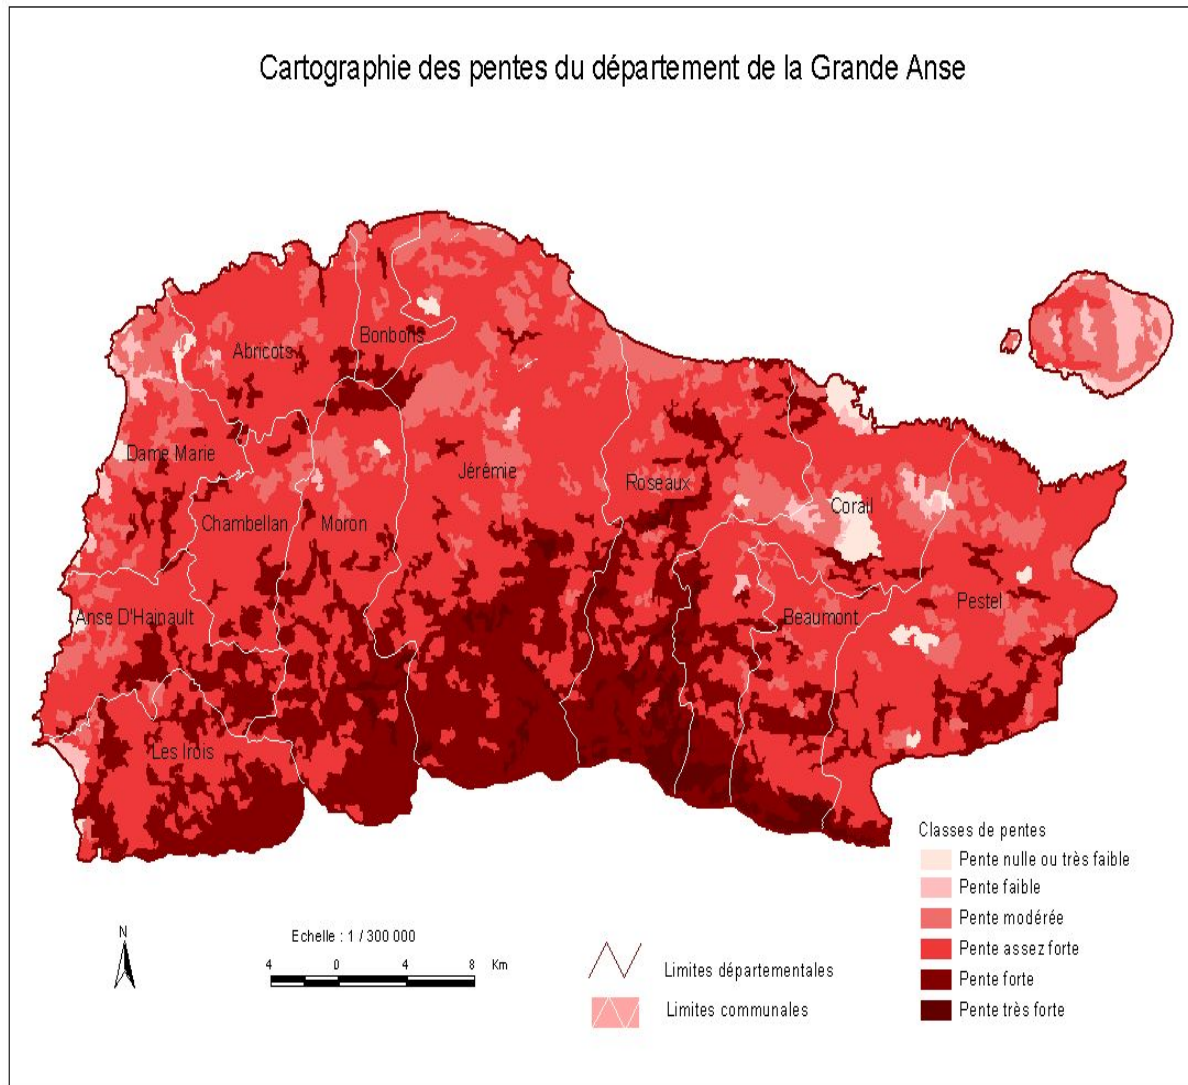 Cartographie des pentes du département de la Grande Anse
Bonbons
Abricots
Dame Marie
Jérémie
Roseaux
Corail
Chambellan
Moron
Anse D'Hainault
Beaumont
Pestel
Les Irois
Classes de pentes
Pente nulle ou très faible
Pente faible
Pente modérée
Pente assez forte
Pente forte
Pente très forte
N
Echelle : 1 / 300 000
4 0 4 8 Km
Limites départementales
Limites communales